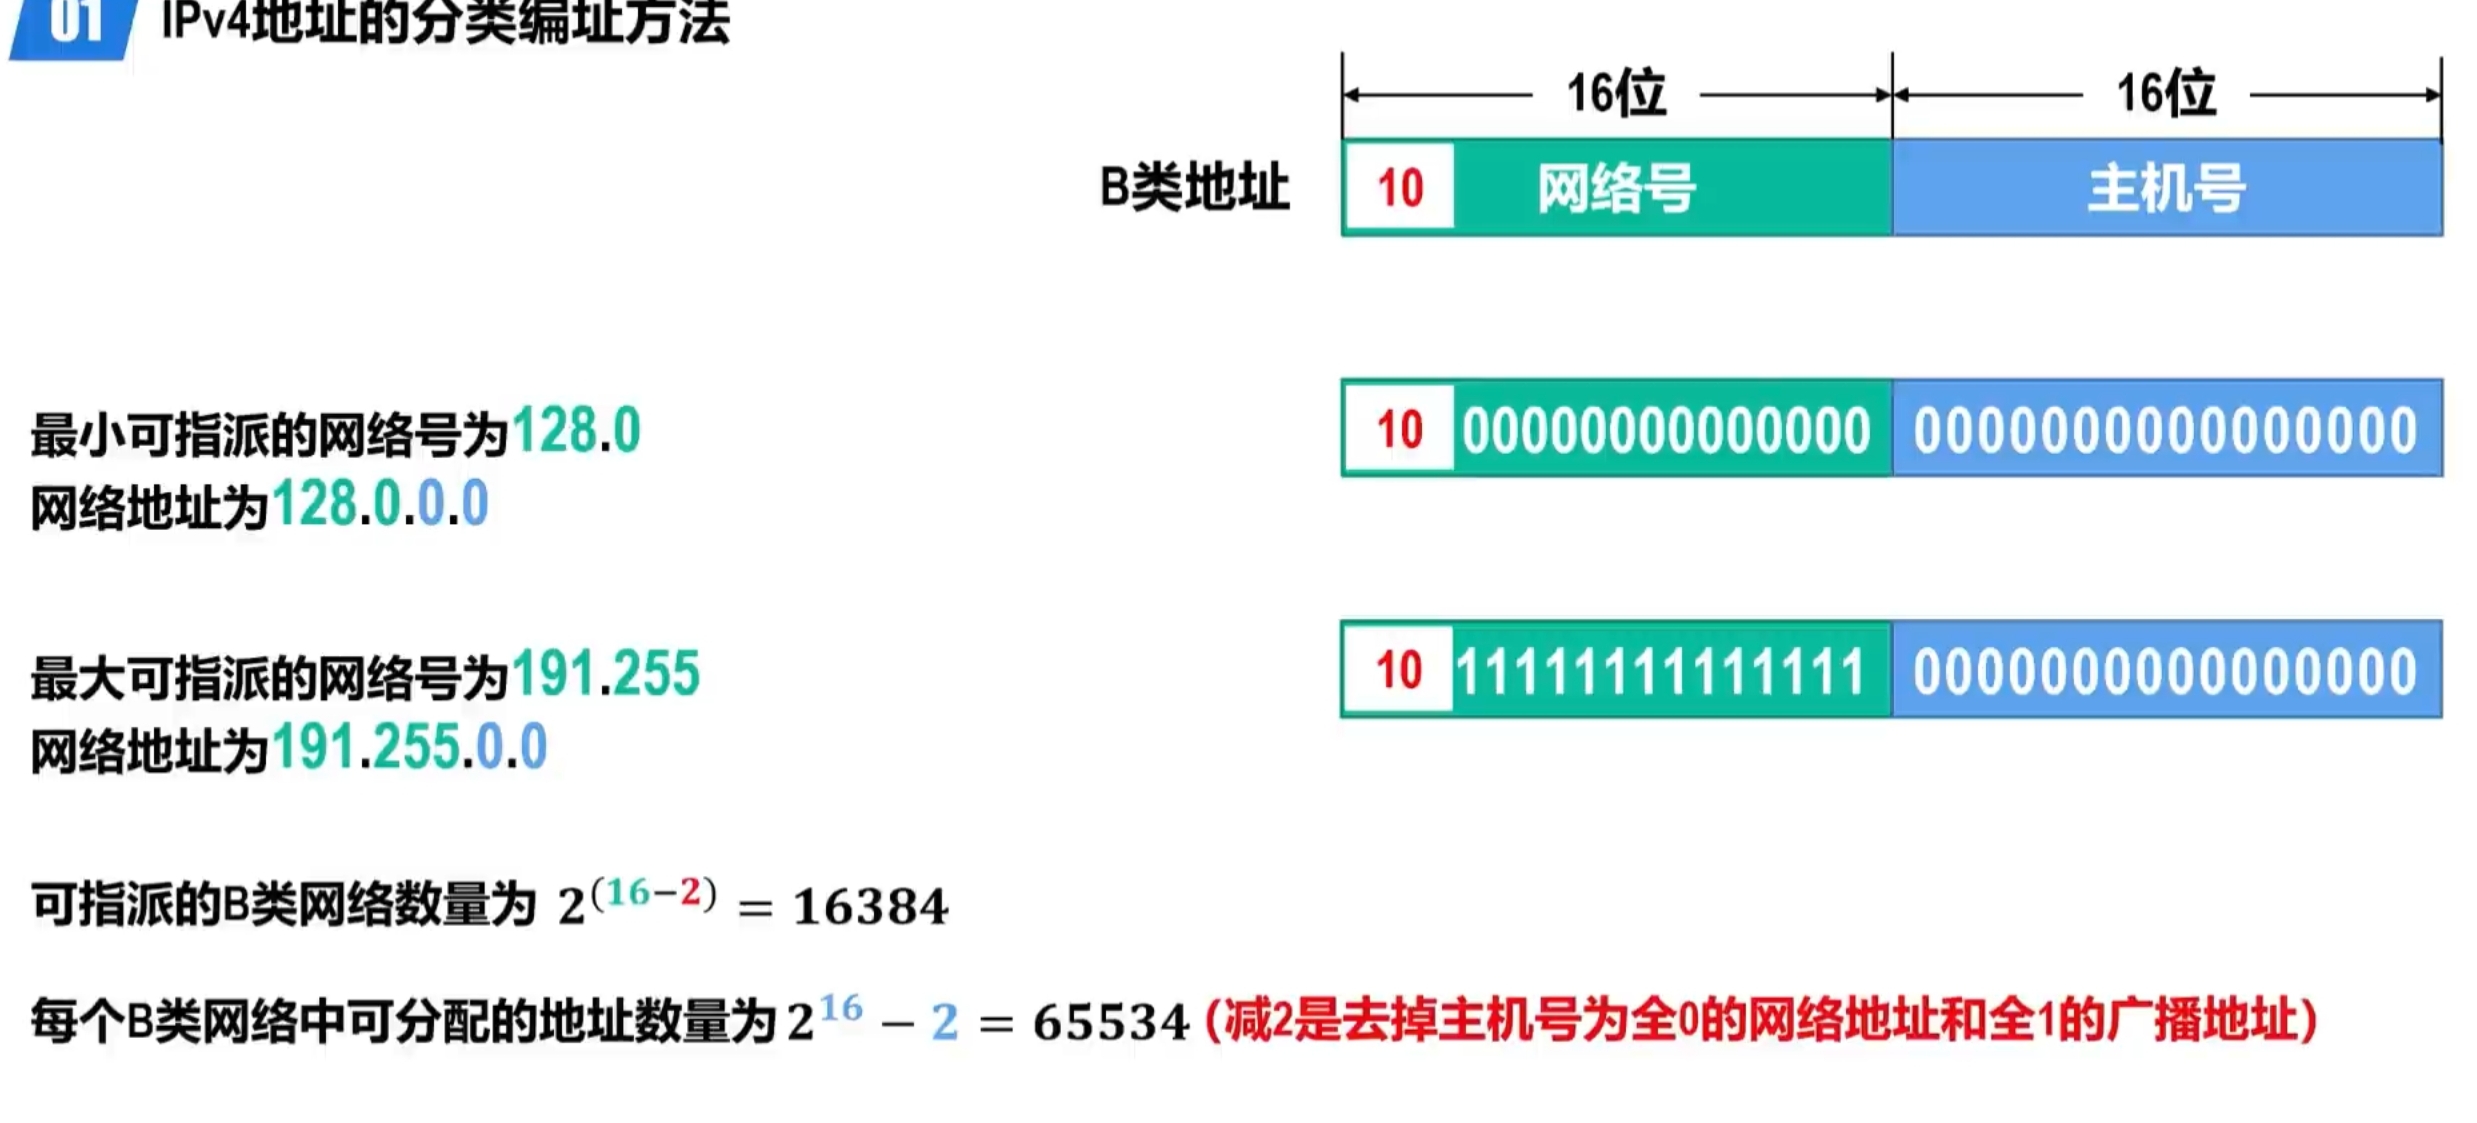 01 IPv4地址的分类编址方法
16位 16位
B类地址 10 网络号 主机号
最小可指派的网络号为128.0
网络地址为128.0.0.0
10 00000000000000 0000000000000000
最大可指派的网络号为191.255
网络地址为191.255.0.0
10 11111111111111 0000000000000000
可指派的B类网络数量为 2^(16−2) = 16384
每个B类网络中可分配的地址数量为 2^16 − 2 = 65534 (减2是去掉主机号为全0的网络地址和全1的广播地址)